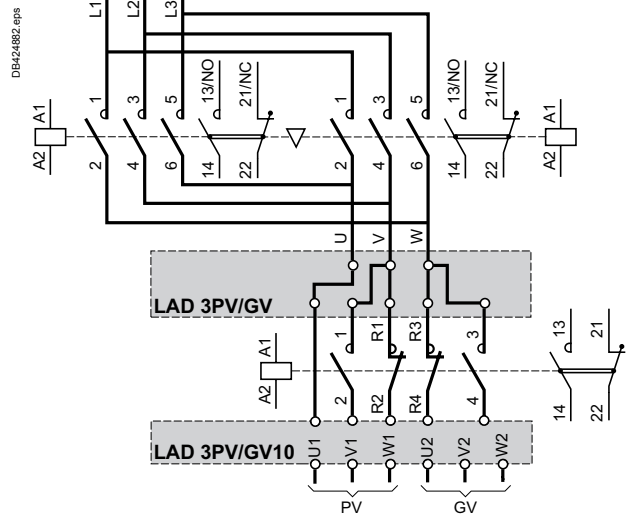 DB424882.eps
L1
L2
L3
A2 A1
1 3 5 13/NO 21/NC
2 4 6 14 22
1 3 5 13/NO 21/NC
2 4 6 14 22
A2 A1
U V W
LAD 3PV/GV
A2 A1
1 R1 R3 3
2 R2 R4 4
13 21
14 22
LAD 3PV/GV10
U1 V1 W1 U2 V2 W2
PV GV